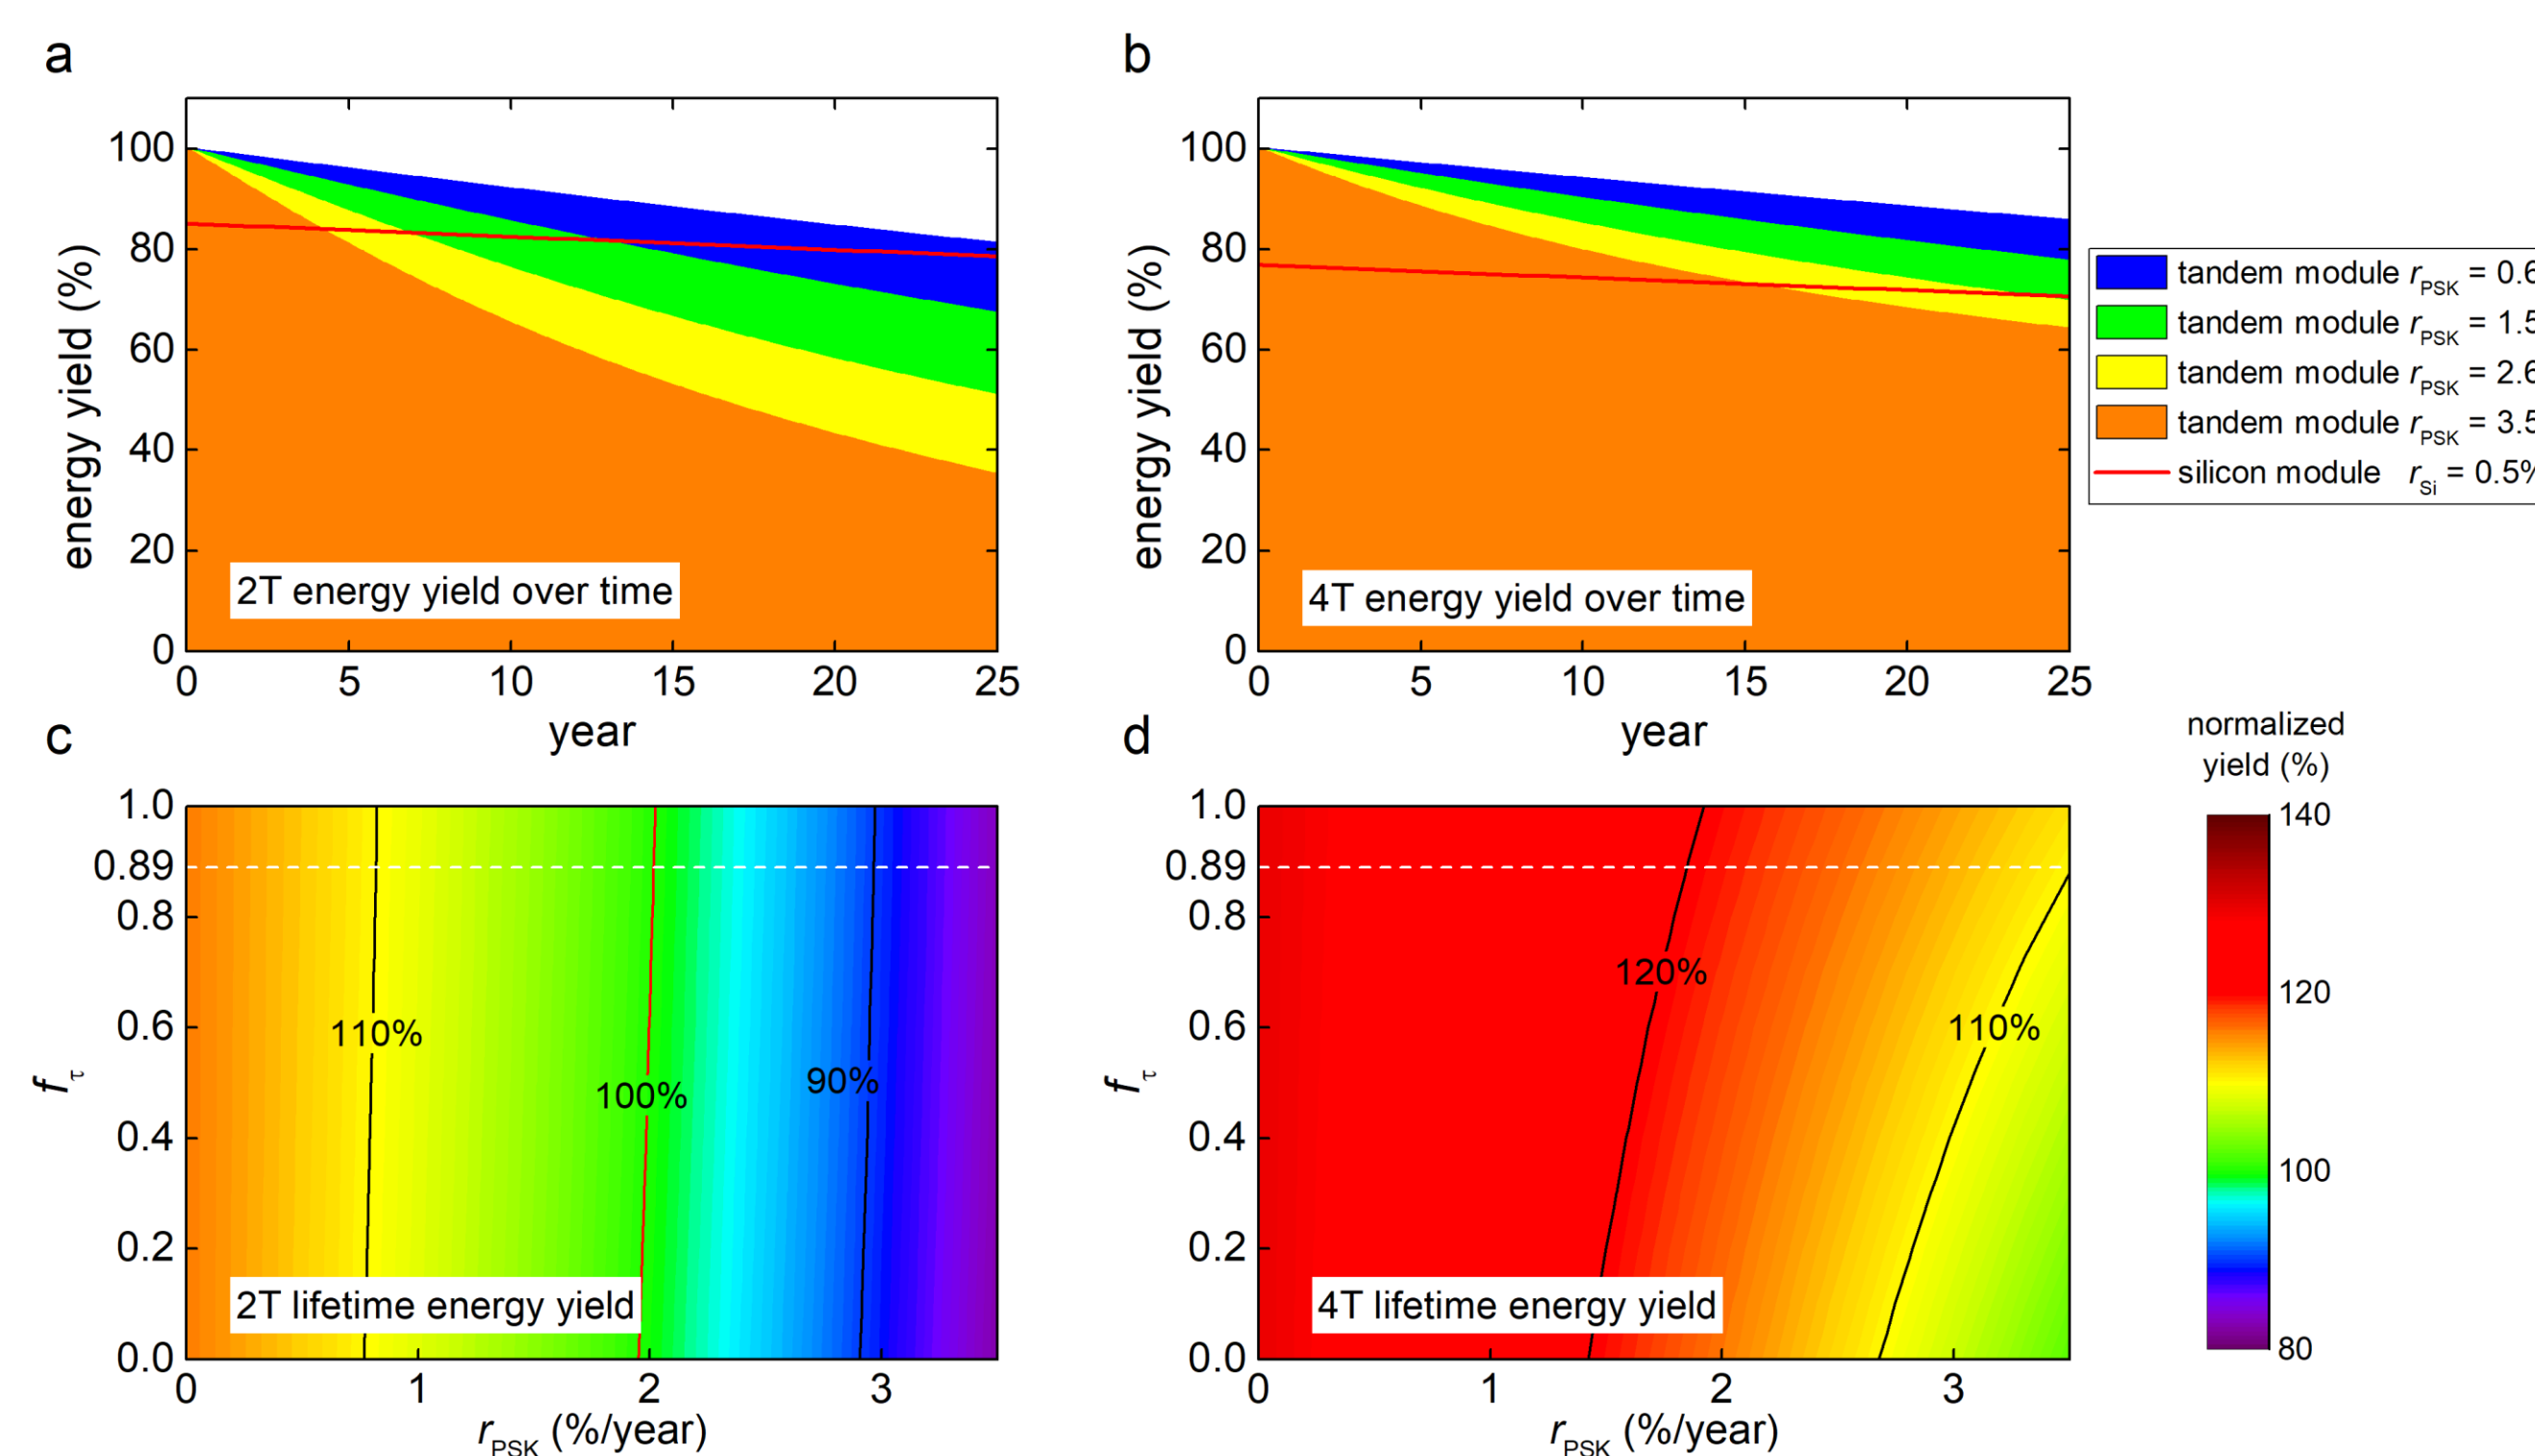 a
100
80
60
40
20
0
energy yield (%)
2T energy yield over time
0 5 10 15 20 25
year
b
100
80
60
40
20
0
energy yield (%)
4T energy yield over time
0 5 10 15 20 25
year
tandem module rPSK = 0.6
tandem module rPSK = 1.5
tandem module rPSK = 2.6
tandem module rPSK = 3.5
silicon module rSi = 0.5%
c
1.0
0.89
0.8
0.6
0.4
0.2
0.0
fτ
110%
100%
90%
2T lifetime energy yield
0 1 2 3
rPSK (%/year)
d
1.0
0.89
0.8
0.6
0.4
0.2
0.0
fτ
120%
110%
4T lifetime energy yield
0 1 2 3
rPSK (%/year)
normalized
yield (%)
140
120
100
80